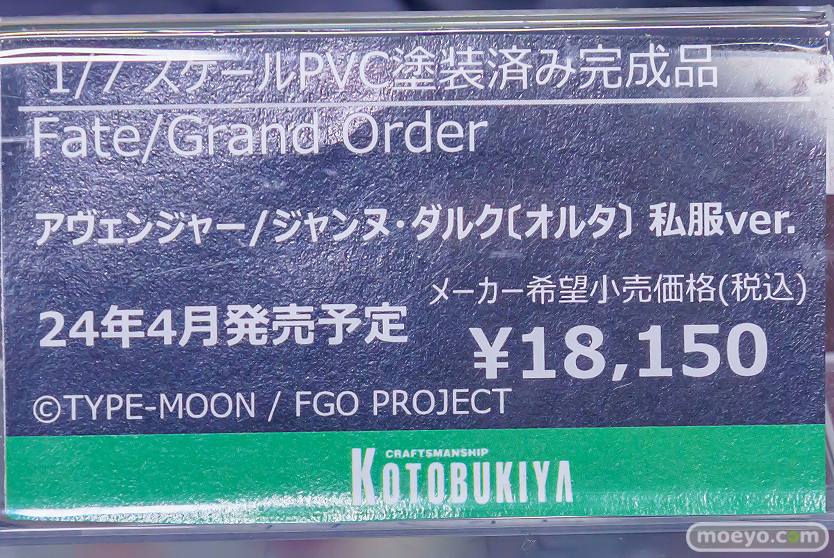 1/7 スケールPVC塗装済み完成品
Fate/Grand Order
アヴェンジャー/ジャンヌ・ダルク〔オルタ〕 私服ver.
メーカー希望小売価格(税込)
24年4月発売予定
¥18,150
©TYPE-MOON / FGO PROJECT
CRAFTSMANSHIP
KOTOBUKIYA
moeyo.com